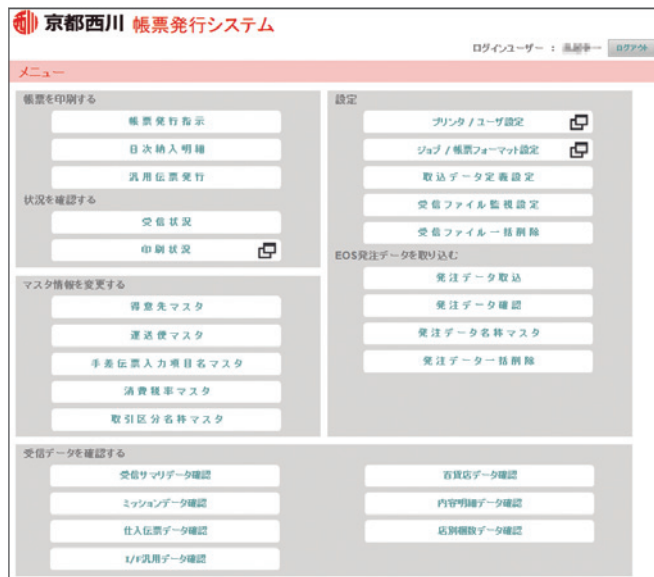 京都西川 帳票発行システム
ログインユーザー :
ログアウト
メニュー
帳票を印刷する
帳票発行指示
日次納入明細
汎用伝票発行
状況を確認する
受信状況
印刷状況
マスタ情報を変更する
得意先マスタ
運送便マスタ
手差伝票入力項目名マスタ
消費税率マスタ
取引区分名称マスタ
設定
プリンタ / ユーザ設定
ジョブ / 帳票フォーマット設定
取込データ定義設定
受信ファイル監視設定
受信ファイル一括削除
EOS発注データを取り込む
発注データ取込
発注データ確認
発注データ名称マスタ
発注データ一括削除
受信データを確認する
受信サマリデータ確認
ミッションデータ確認
仕入伝票データ確認
I/F汎用データ確認
百貨店データ確認
内容明細データ確認
店別梱数データ確認